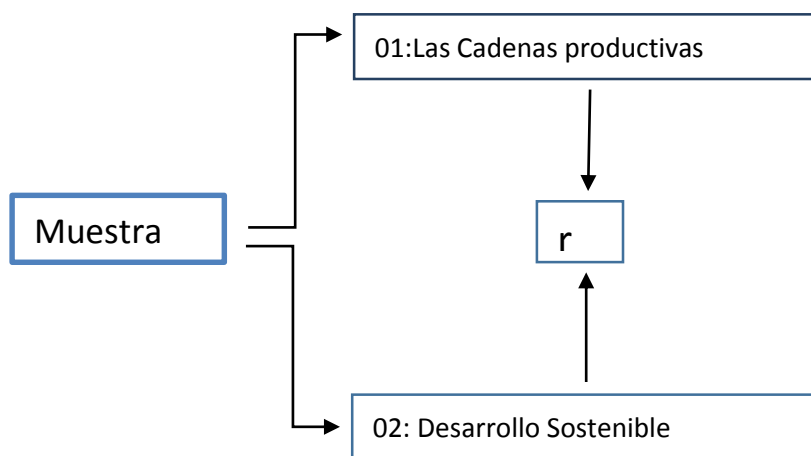 01:Las Cadenas productivas
Muestra
r
02: Desarrollo Sostenible